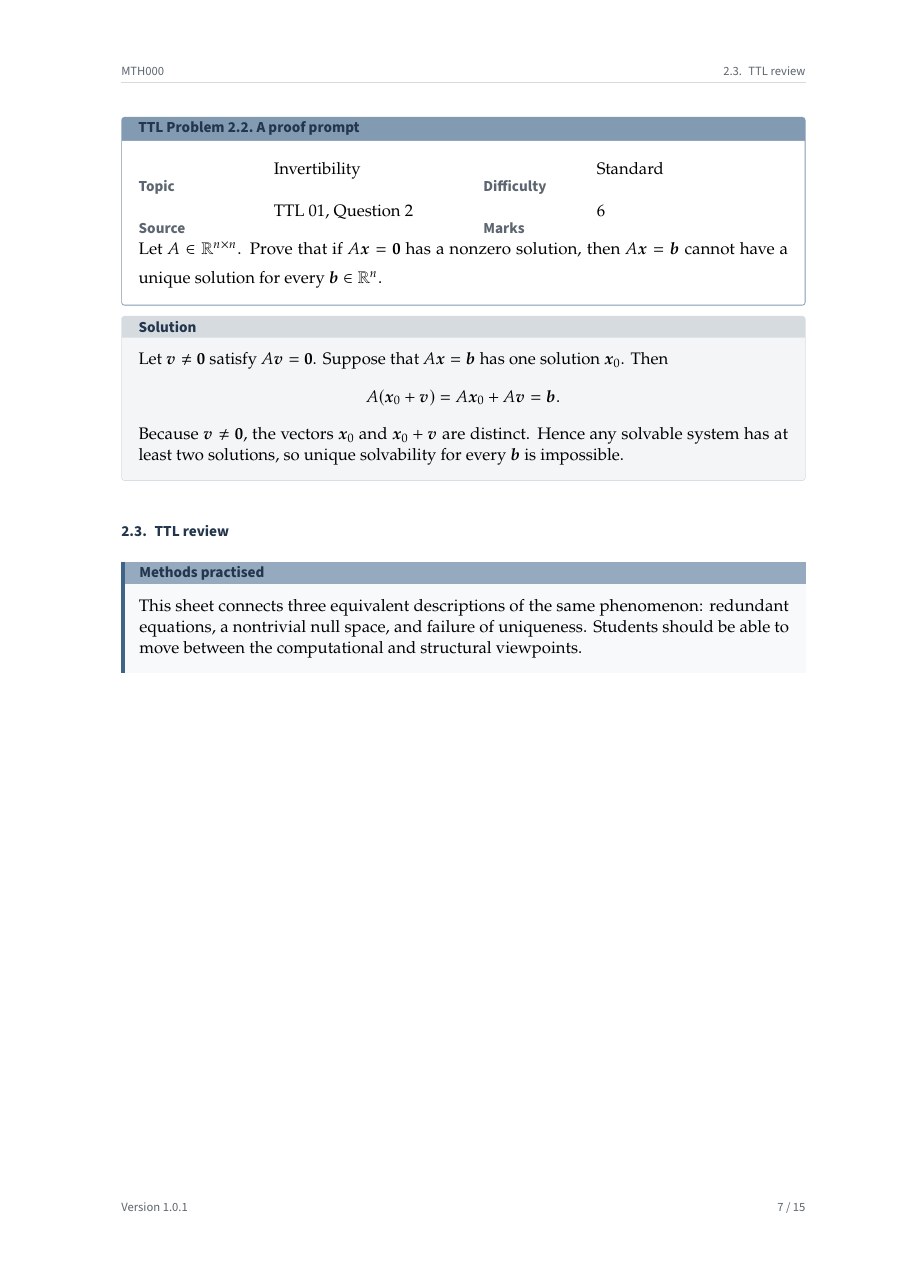 MTH000 2.3. TTL review
TTL Problem 2.2. A proof prompt
Topic Invertibility Difficulty Standard
Source TTL 01, Question 2 Marks 6
Let A ∈ ℝⁿˣⁿ. Prove that if Ax = 0 has a nonzero solution, then Ax = b cannot have a
unique solution for every b ∈ ℝⁿ.
Solution
Let v ≠ 0 satisfy Av = 0. Suppose that Ax = b has one solution x₀. Then
A(x₀ + v) = Ax₀ + Av = b.
Because v ≠ 0, the vectors x₀ and x₀ + v are distinct. Hence any solvable system has at
least two solutions, so unique solvability for every b is impossible.
2.3. TTL review
Methods practised
This sheet connects three equivalent descriptions of the same phenomenon: redundant
equations, a nontrivial null space, and failure of uniqueness. Students should be able to
move between the computational and structural viewpoints.
Version 1.0.1 7 / 15